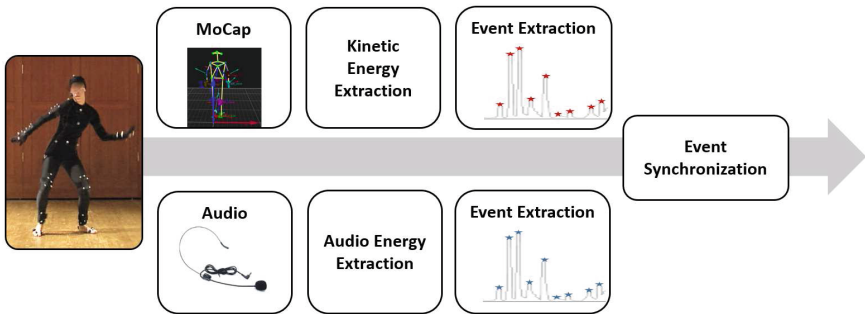 MoCap
Kinetic
Energy
Extraction
Event Extraction
Event
Synchronization
Audio
Audio Energy
Extraction
Event Extraction